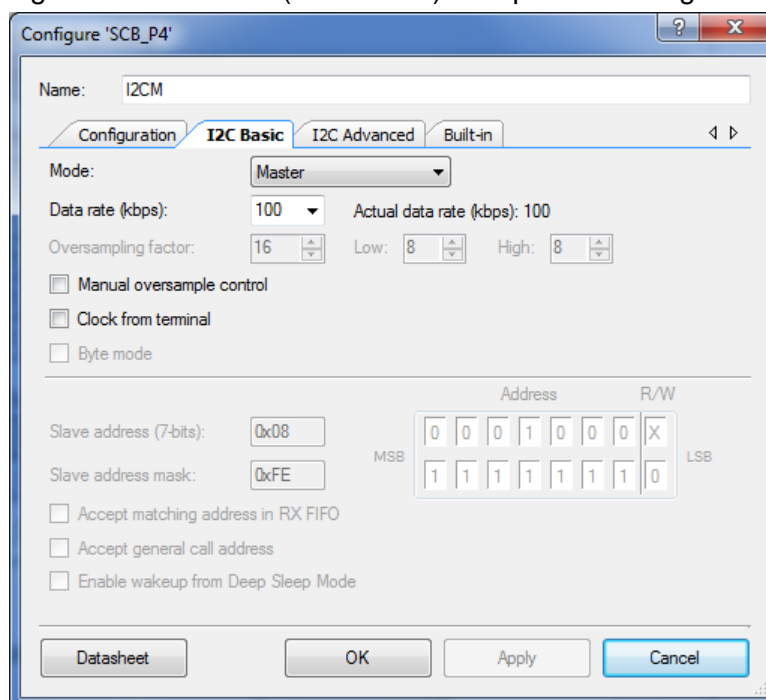 Configure 'SCB_P4'
Name: I2CM
Configuration I2C Basic I2C Advanced Built-in
Mode: Master
Data rate (kbps): 100 Actual data rate (kbps): 100
Oversampling factor: 16 Low: 8 High: 8
Manual oversample control
Clock from terminal
Byte mode
Address R/W
Slave address (7-bits): 0x08 0 0 0 1 0 0 0 X
MSB LSB
Slave address mask: 0xFE 1 1 1 1 1 1 1 0
Accept matching address in RX FIFO
Accept general call address
Enable wakeup from Deep Sleep Mode
Datasheet OK Apply Cancel